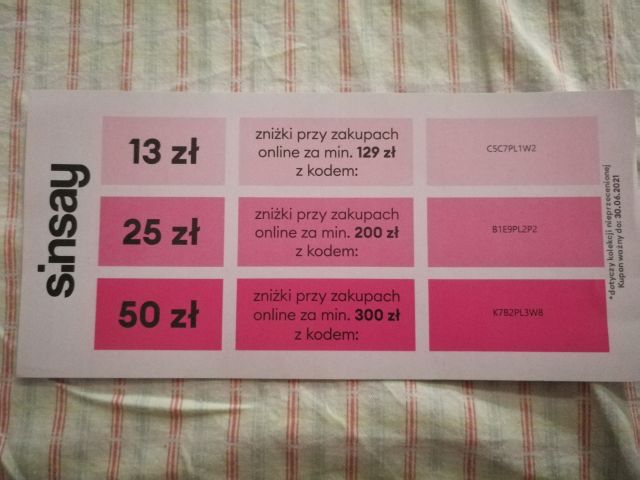 sinsay
13 zł
zniżki przy zakupach
online za min. 129 zł
z kodem:
C5C7PL1W2
25 zł
zniżki przy zakupach
online za min. 200 zł
z kodem:
B1E9PL2P2
50 zł
zniżki przy zakupach
online za min. 300 zł
z kodem:
K7B2PL3W8
*dotyczy kolekcji nieprzecenionej
Kupon ważny do: 30.06.2021